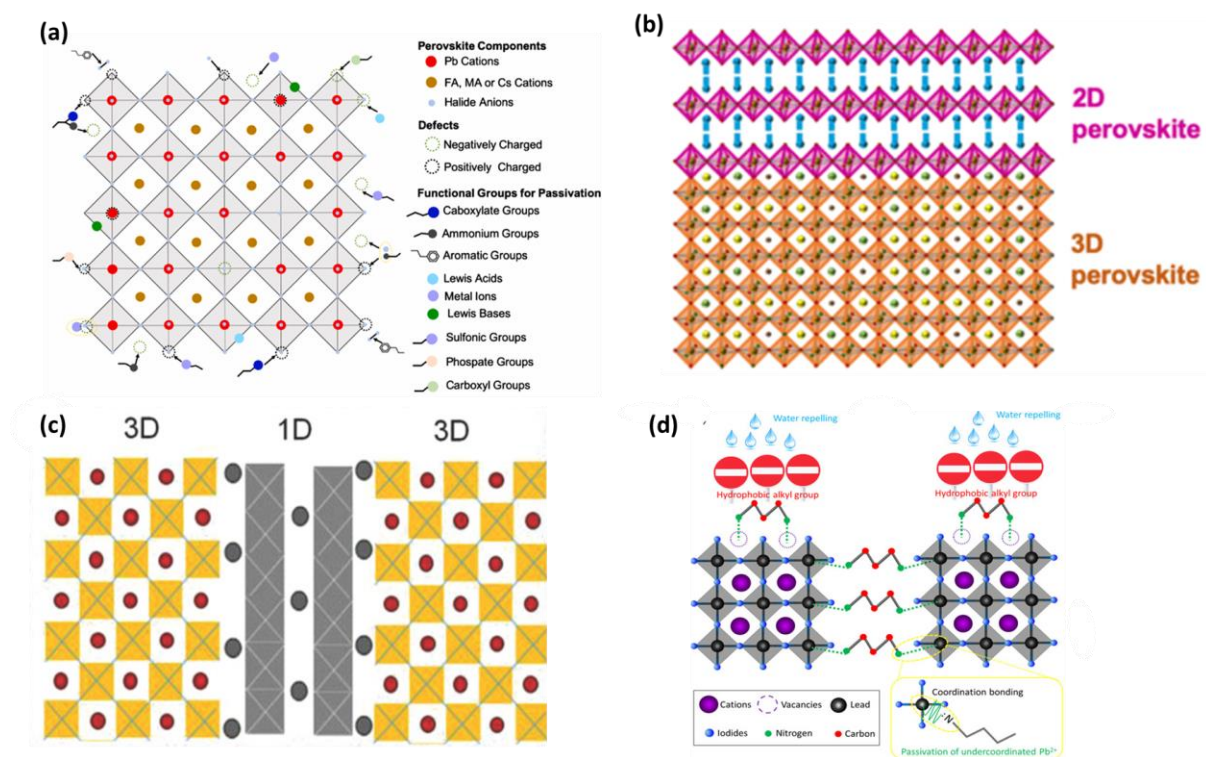 (a)
Perovskite Components
Pb Cations
FA, MA or Cs Cations
Halide Anions
Defects
Negatively Charged
Positively Charged
Functional Groups for Passivation
Caboxylate Groups
Ammonium Groups
Aromatic Groups
Lewis Acids
Metal Ions
Lewis Bases
Sulfonic Groups
Phospate Groups
Carboxyl Groups
(b)
2D
perovskite
3D
perovskite
(c)
3D 1D 3D
(d)
Water repelling
Water repelling
Hydrophobic alkyl group
Hydrophobic alkyl group
Coordination bonding
N
Passivation of undercoordinated Pb²⁺
Cations Vacancies Lead
Iodides Nitrogen Carbon